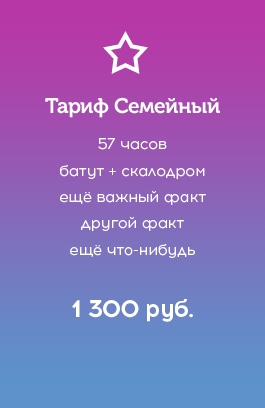 Тариф Семейный
57 часов
батут + скалодром
ещё важный факт
другой факт
ещё что-нибудь
1 300 руб.